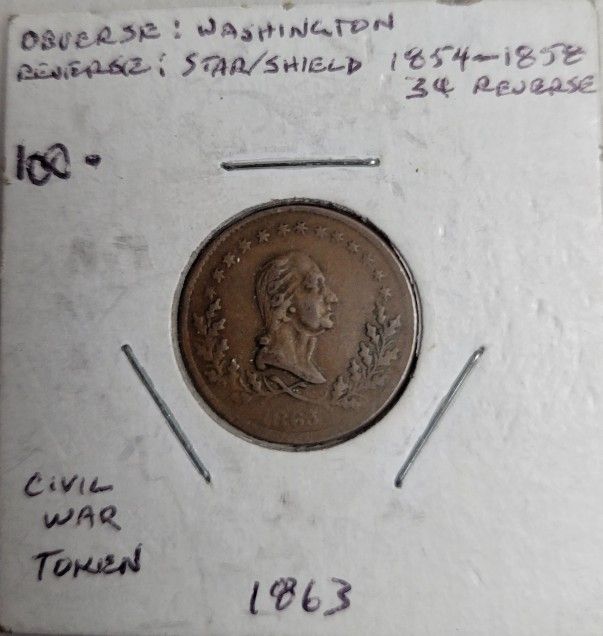 OBVERSE: WASHINGTON
REVERSE: STAR/SHIELD 1854-1858
3¢ REVERSE
100.
1863
CIVIL
WAR
TOKEN
1863